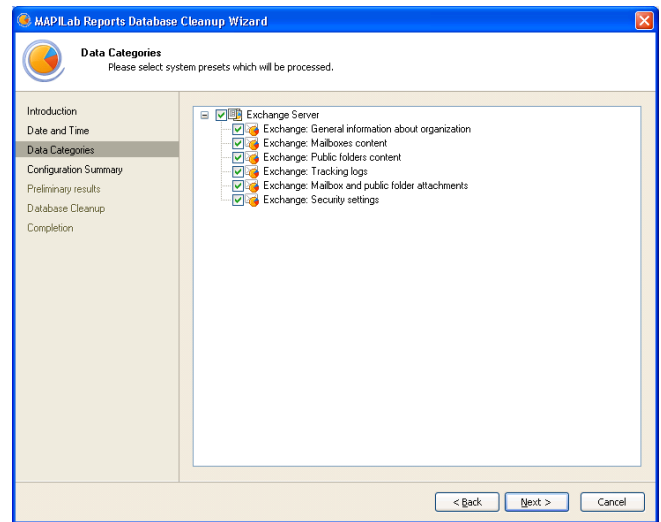 MAPILab Reports Database Cleanup Wizard
Data Categories
Please select system presets which will be processed.
Introduction
Date and Time
Data Categories
Configuration Summary
Preliminary results
Database Cleanup
Completion
Exchange Server
Exchange: General information about organization
Exchange: Mailboxes content
Exchange: Public folders content
Exchange: Tracking logs
Exchange: Mailbox and public folder attachments
Exchange: Security settings
< Back
Next >
Cancel